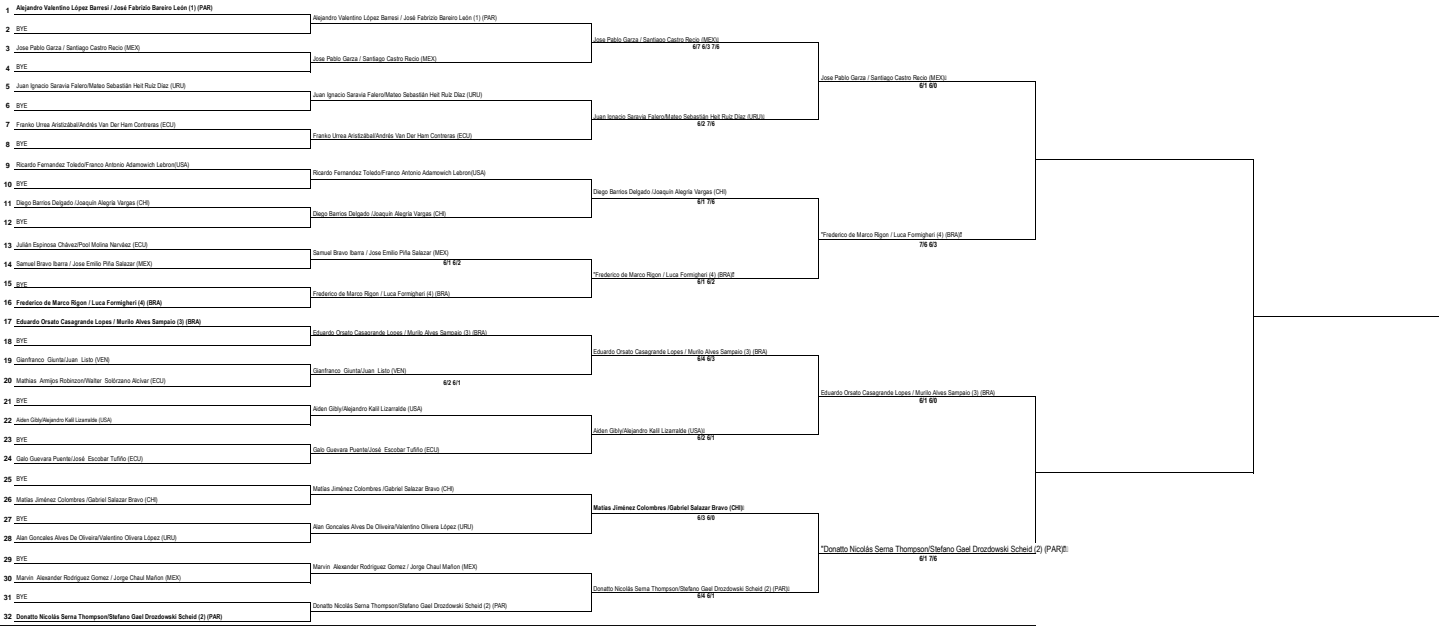 1 Alejandro Valentino López Barresi / José Fabrizio Bareiro León (1) (PAR)
2 BYE
3 Jose Pablo Garza / Santiago Castro Recio (MEX)
4 BYE
5 Juan Ignacio Saravia Falero/Mateo Sebastián Heit Ruiz Díaz (URU)
6 BYE
7 Franko Urrea Aristizábal/Andrés Van Der Ham Contreras (ECU)
8 BYE
9 Ricardo Fernandez Toledo/Franco Antonio Adamowich Lebron(USA)
10 BYE
11 Diego Barrios Delgado /Joaquín Alegría Vargas (CHI)
12 BYE
13 Julián Espinosa Chávez/Pool Molina Narváez (ECU)
14 Samuel Bravo Ibarra / Jose Emilio Piña Salazar (MEX)
15 BYE
16 Frederico de Marco Rigon / Luca Formigheri (4) (BRA)
17 Eduardo Orsato Casagrande Lopes / Murilo Alves Sampaio (3) (BRA)
18 BYE
19 Gianfranco Giunta/Juan Listo (VEN)
20 Mathias Armijos Robinzon/Walter Solórzano Alcívar (ECU)
21 BYE
22 Aiden Gibly/Alejandro Kalil Lizarralde (USA)
23 BYE
24 Galo Guevara Puente/José Escobar Tufiño (ECU)
25 BYE
26 Matías Jiménez Colombres /Gabriel Salazar Bravo (CHI)
27 BYE
28 Alan Goncales Alves De Oliveira/Valentino Olivera López (URU)
29 BYE
30 Marvin Alexander Rodriguez Gomez / Jorge Chaul Mañon (MEX)
31 BYE
32 Donatto Nicolás Serna Thompson/Stefano Gael Drozdowski Scheid (2) (PAR)
Alejandro Valentino López Barresi / José Fabrizio Bareiro León (1) (PAR)
Jose Pablo Garza / Santiago Castro Recio (MEX)
Juan Ignacio Saravia Falero/Mateo Sebastián Heit Ruiz Díaz (URU)
Franko Urrea Aristizábal/Andrés Van Der Ham Contreras (ECU)
Ricardo Fernandez Toledo/Franco Antonio Adamowich Lebron(USA)
Diego Barrios Delgado /Joaquín Alegría Vargas (CHI)
Samuel Bravo Ibarra / Jose Emilio Piña Salazar (MEX)
6/1 6/2
Frederico de Marco Rigon / Luca Formigheri (4) (BRA)
Eduardo Orsato Casagrande Lopes / Murilo Alves Sampaio (3) (BRA)
Gianfranco Giunta/Juan Listo (VEN)
6/2 6/1
Aiden Gibly/Alejandro Kalil Lizarralde (USA)
Galo Guevara Puente/José Escobar Tufiño (ECU)
Matías Jiménez Colombres /Gabriel Salazar Bravo (CHI)
Alan Goncales Alves De Oliveira/Valentino Olivera López (URU)
Marvin Alexander Rodriguez Gomez / Jorge Chaul Mañon (MEX)
Donatto Nicolás Serna Thompson/Stefano Gael Drozdowski Scheid (2) (PAR)
Jose Pablo Garza / Santiago Castro Recio (MEX)
6/7 6/3 7/6
Juan Ignacio Saravia Falero/Mateo Sebastián Heit Ruiz Díaz (URU)
6/2 7/6
Diego Barrios Delgado /Joaquín Alegría Vargas (CHI)
6/1 7/6
"Frederico de Marco Rigon / Luca Formigheri (4) (BRA)"
6/1 6/2
Eduardo Orsato Casagrande Lopes / Murilo Alves Sampaio (3) (BRA)
6/4 6/3
Aiden Gibly/Alejandro Kalil Lizarralde (USA)
6/2 6/1
Matías Jiménez Colombres /Gabriel Salazar Bravo (CHI)
6/3 6/0
Donatto Nicolás Serna Thompson/Stefano Gael Drozdowski Scheid (2) (PAR)
6/4 6/1
Jose Pablo Garza / Santiago Castro Recio (MEX)
6/1 6/0
"Frederico de Marco Rigon / Luca Formigheri (4) (BRA)"
7/6 6/3
Eduardo Orsato Casagrande Lopes / Murilo Alves Sampaio (3) (BRA)
6/1 6/0
"Donatto Nicolás Serna Thompson/Stefano Gael Drozdowski Scheid (2) (PAR)"
6/1 7/6